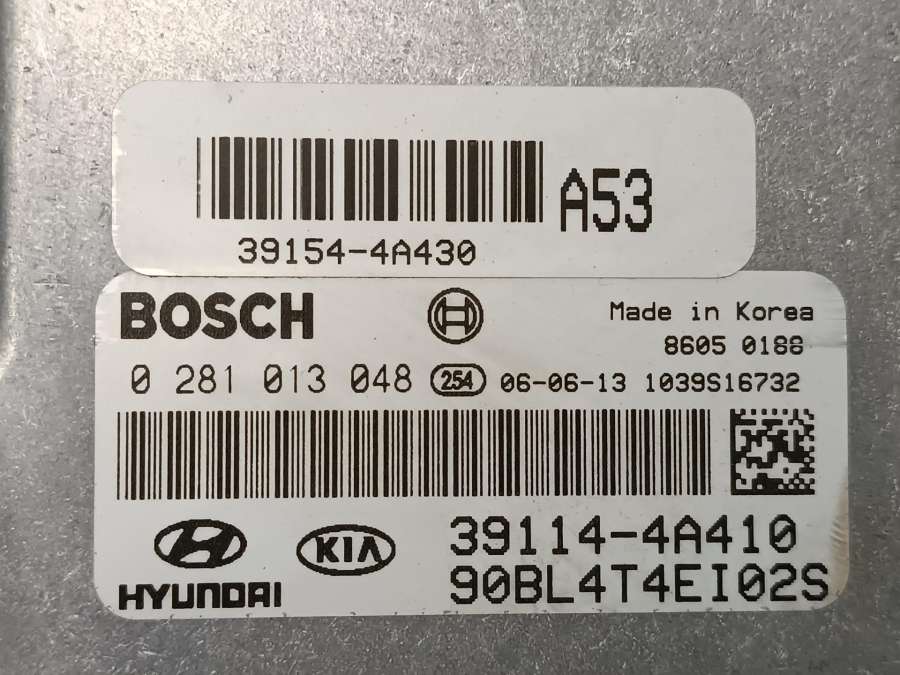 A53
39154-4A430
BOSCH
Made in Korea
8605 0188
0 281 013 048 254 06-06-13 1039S16732
HYUNDAI
KIA
39114-4A410
90BL4T4EI02S